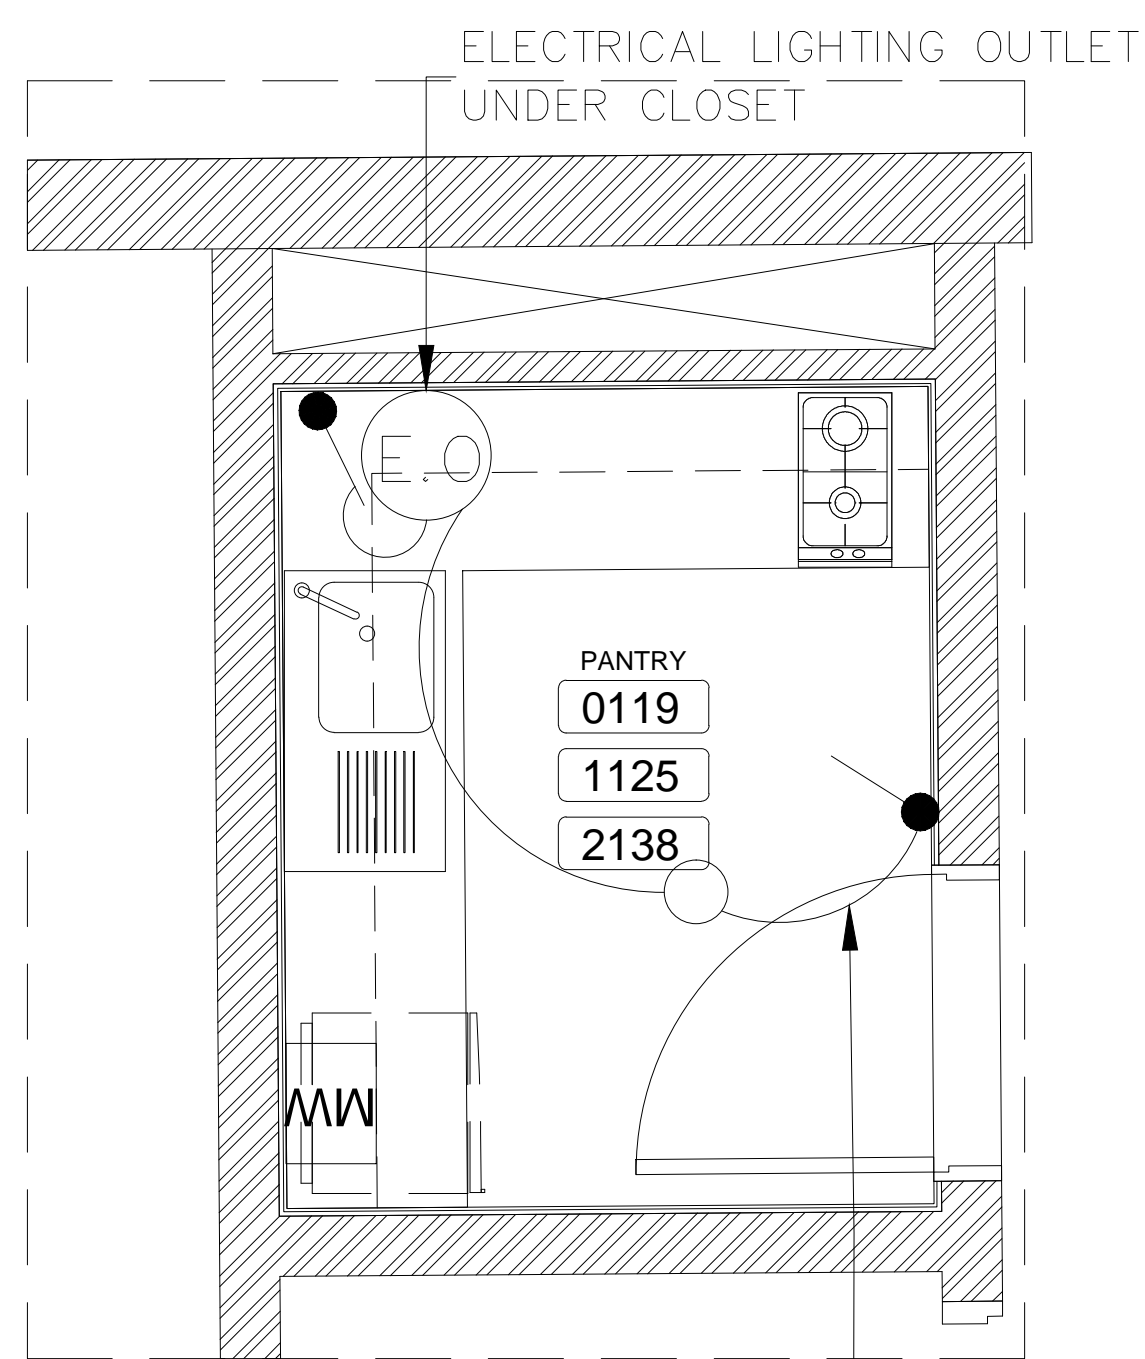 ELECTRICAL LIGHTING OUTLET
UNDER CLOSET
E.O
PANTRY
0119
1125
2138
MW